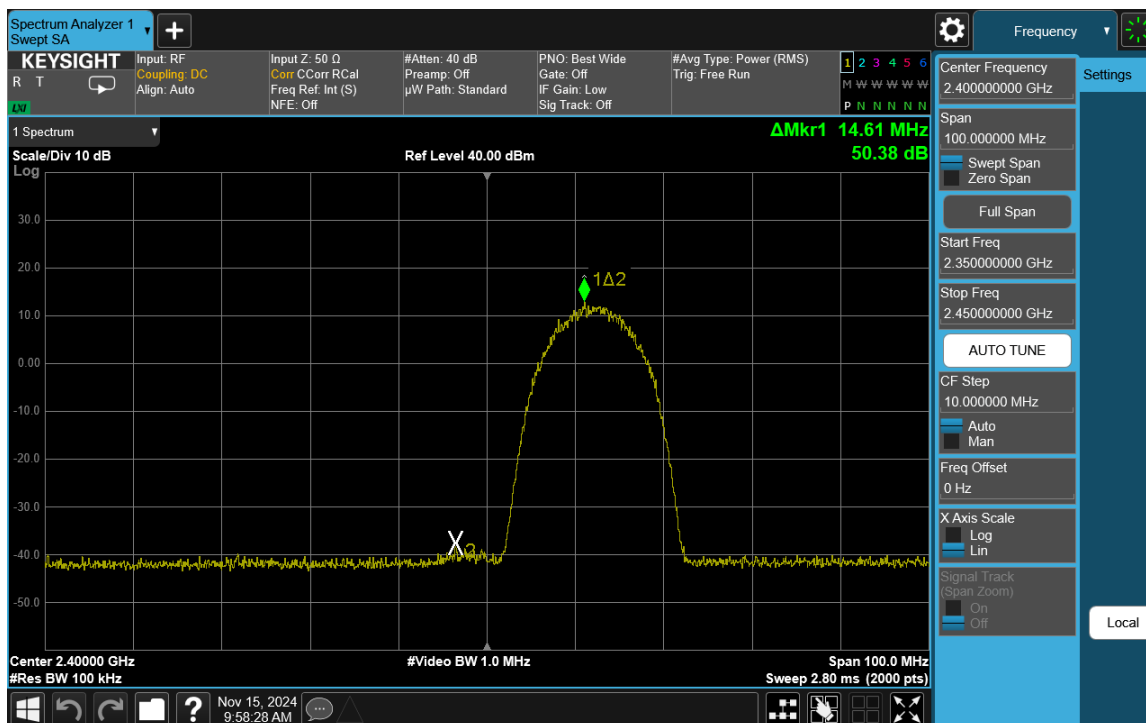 Spectrum Analyzer 1
Swept SA
Frequency
KEYSIGHT
R T
LXI
Input: RF
Coupling: DC
Align: Auto
Input Z: 50 Ω
Corr CCorr RCal
Freq Ref: Int (S)
NFE: Off
#Atten: 40 dB
Preamp: Off
µW Path: Standard
PNO: Best Wide
Gate: Off
IF Gain: Low
Sig Track: Off
#Avg Type: Power (RMS)
Trig: Free Run
1 2 3 4 5 6
M W W W W W
P N N N N N
1 Spectrum
ΔMkr1 14.61 MHz
Scale/Div 10 dB
Ref Level 40.00 dBm
50.38 dB
Log
30.0
20.0
1Δ2
10.0
0.00
-10.0
-20.0
-30.0
X2
-40.0
-50.0
Center 2.40000 GHz
#Video BW 1.0 MHz
Span 100.0 MHz
#Res BW 100 kHz
Sweep 2.80 ms (2000 pts)
Center Frequency
2.400000000 GHz
Settings
Span
100.000000 MHz
Swept Span
Zero Span
Full Span
Start Freq
2.350000000 GHz
Stop Freq
2.450000000 GHz
AUTO TUNE
CF Step
10.000000 MHz
Auto
Man
Freq Offset
0 Hz
X Axis Scale
Log
Lin
Signal Track
(Span Zoom)
On
Off
Local
?
Nov 15, 2024
9:58:28 AM